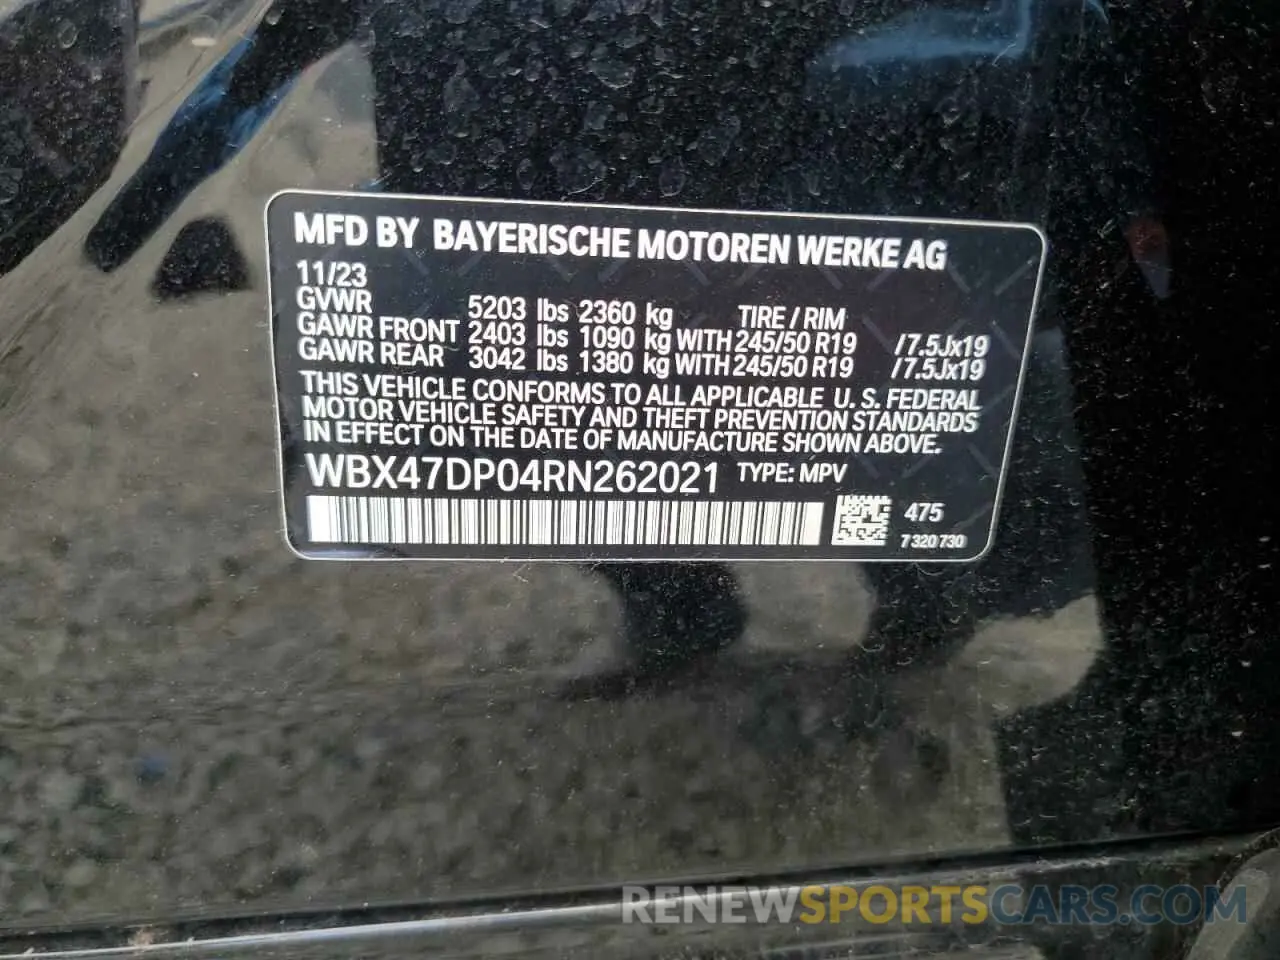 MFD BY BAYERISCHE MOTOREN WERKE AG
11/23
GVWR 5203 lbs 2360 kg TIRE / RIM
GAWR FRONT 2403 lbs 1090 kg WITH 245/50 R19 /7.5Jx19
GAWR REAR 3042 lbs 1380 kg WITH 245/50 R19 /7.5Jx19
THIS VEHICLE CONFORMS TO ALL APPLICABLE U. S. FEDERAL
MOTOR VEHICLE SAFETY AND THEFT PREVENTION STANDARDS
IN EFFECT ON THE DATE OF MANUFACTURE SHOWN ABOVE.
WBX47DP04RN262021 TYPE: MPV
475
7 320 730
RENEWSPORTSCARS.COM